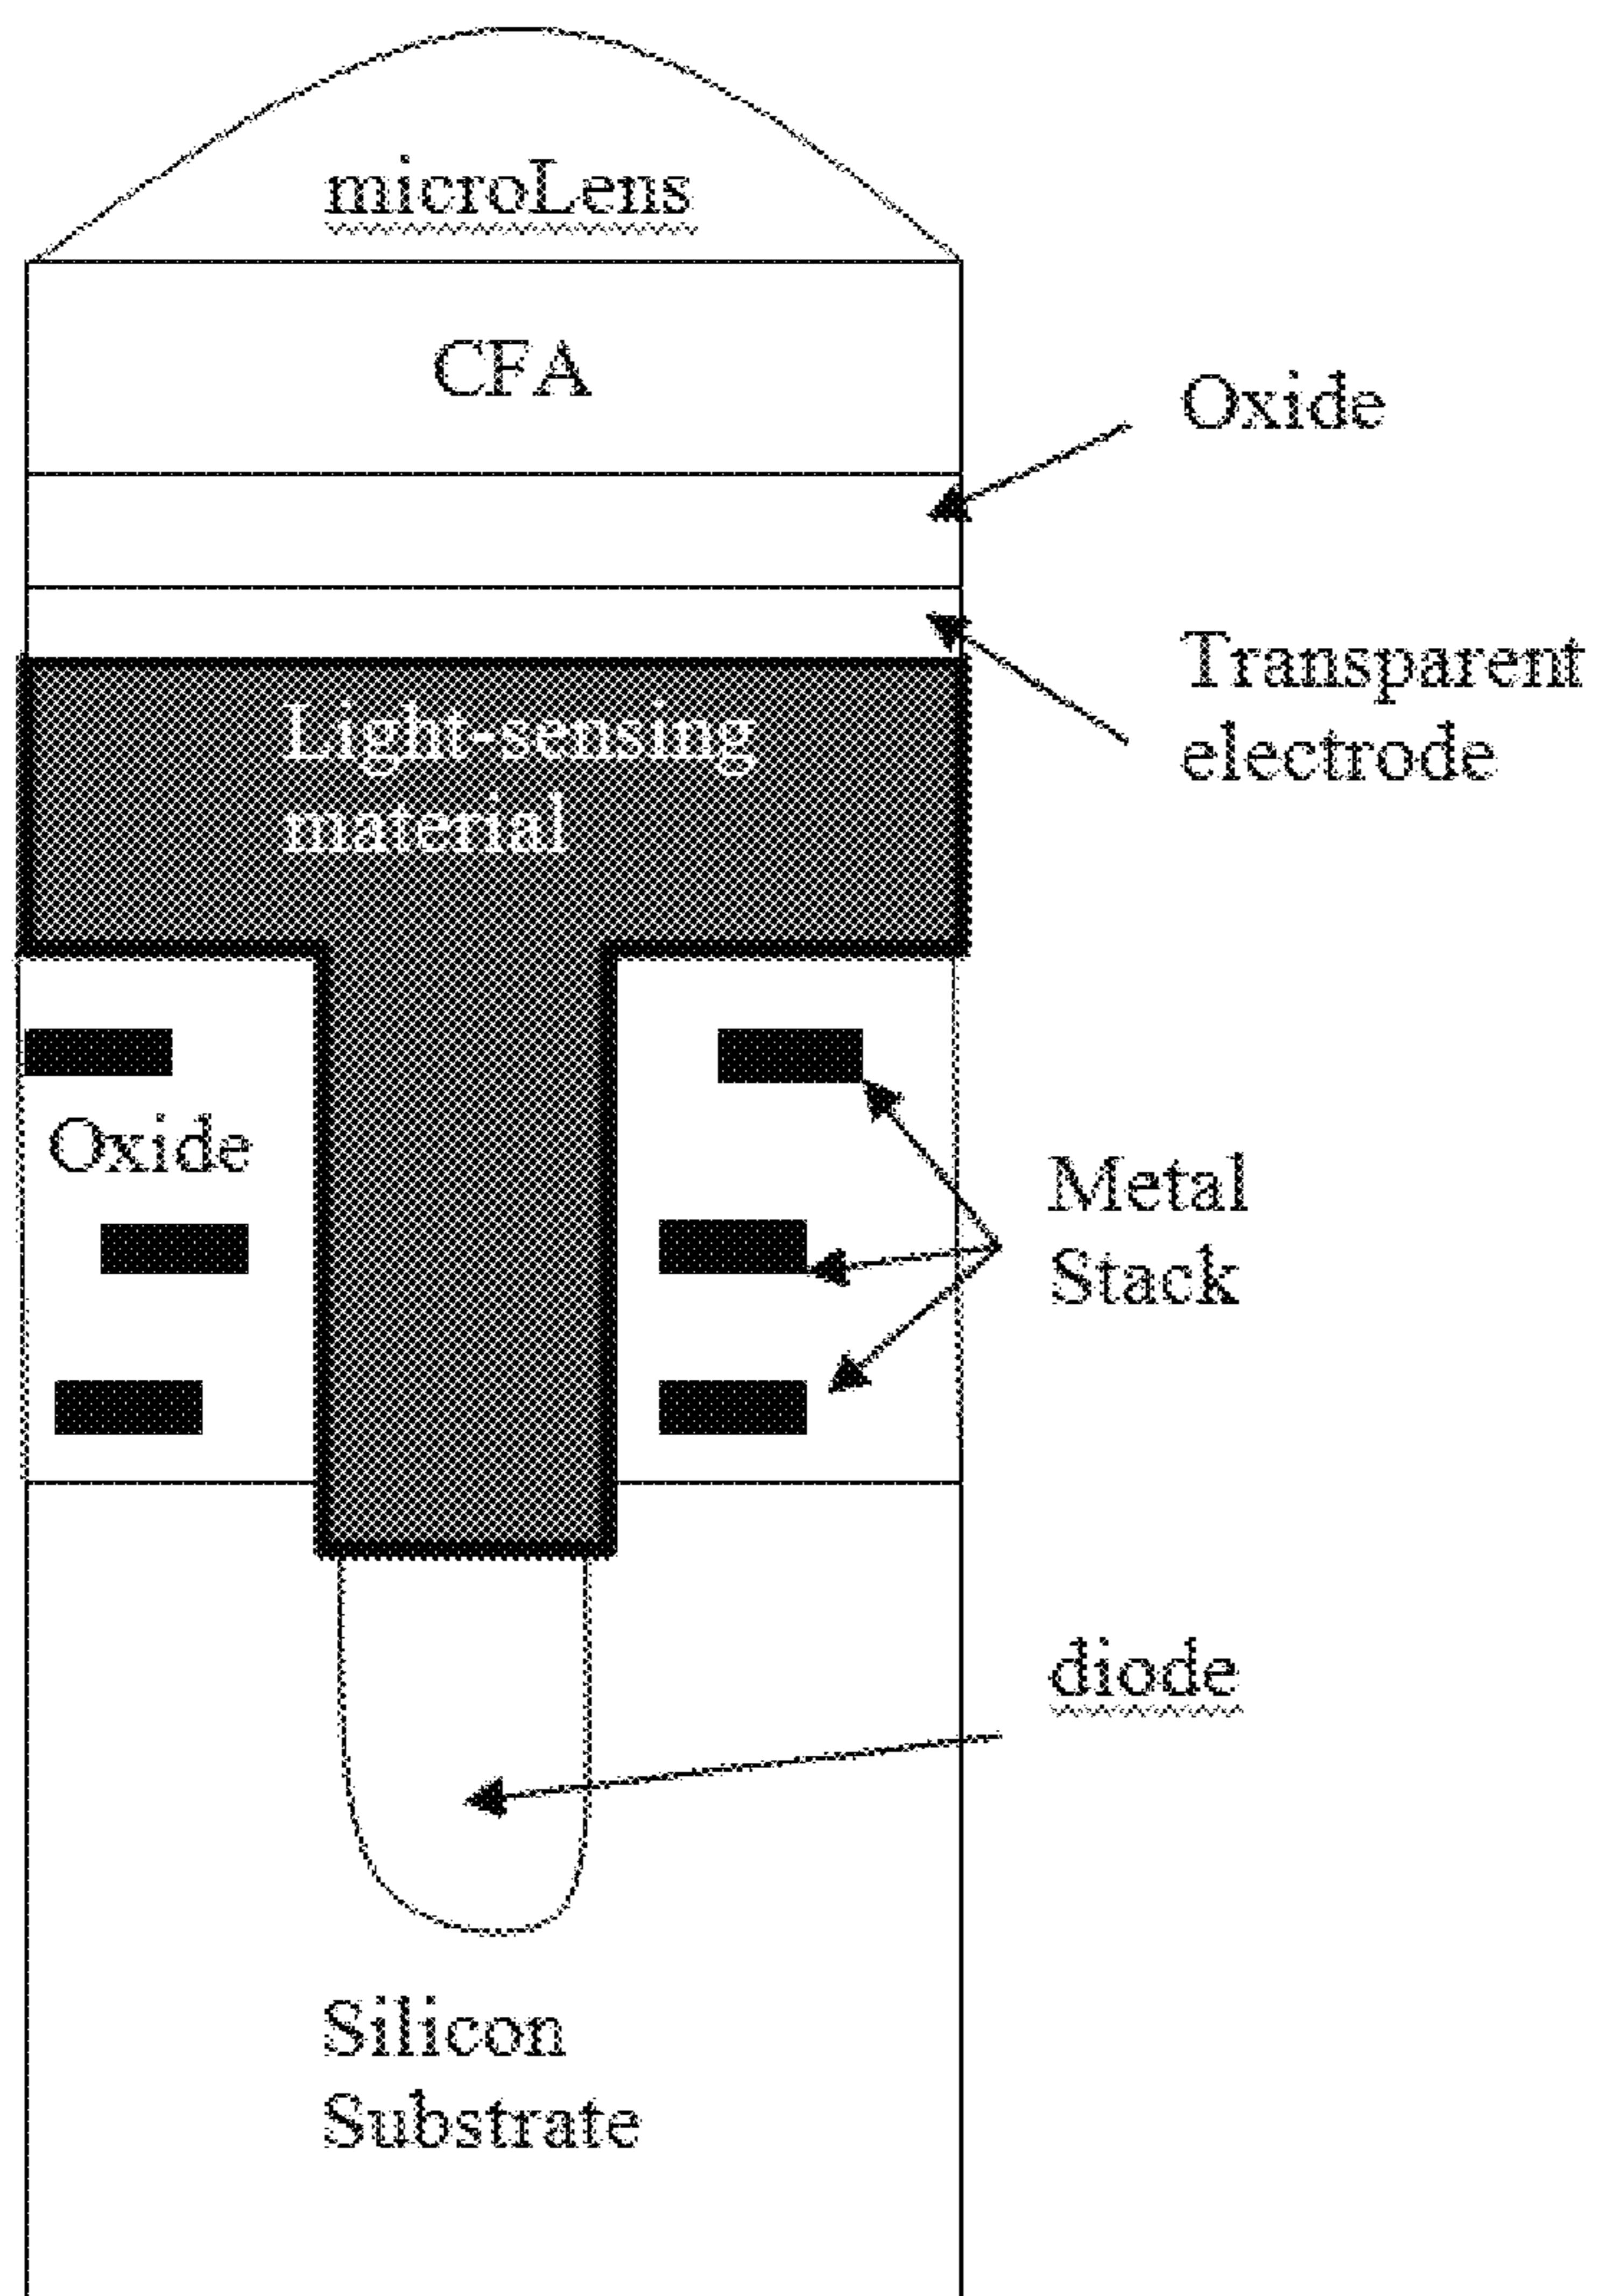 microLens
CFA
Oxide
Transparent
electrode
Light-sensing
material
Oxide
Metal
Stack
diode
Silicon
Substrate